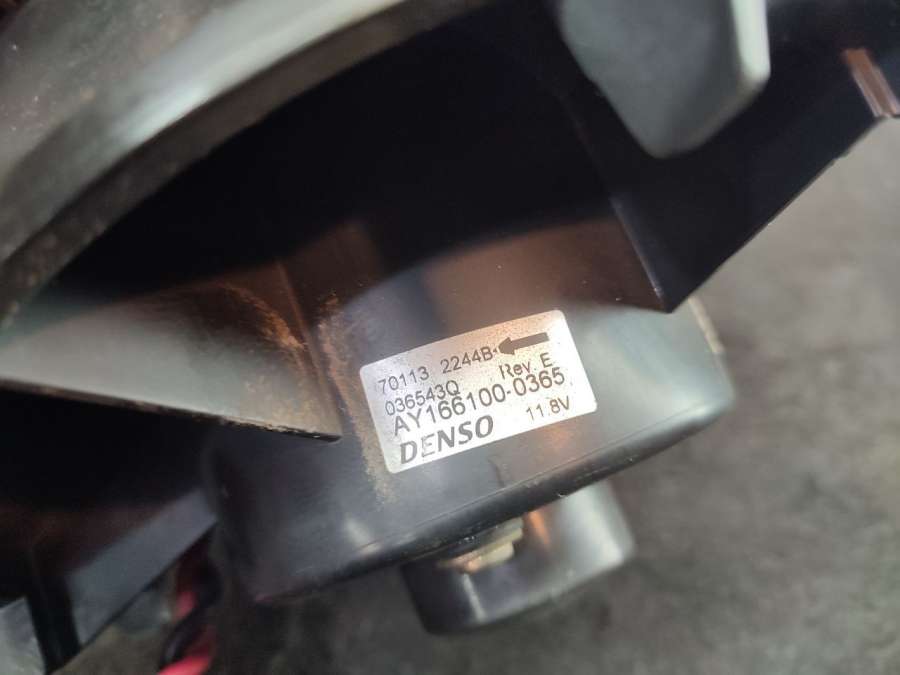 70113 2244B
036543Q Rev. E
AY166100-0365
DENSO 11.8V